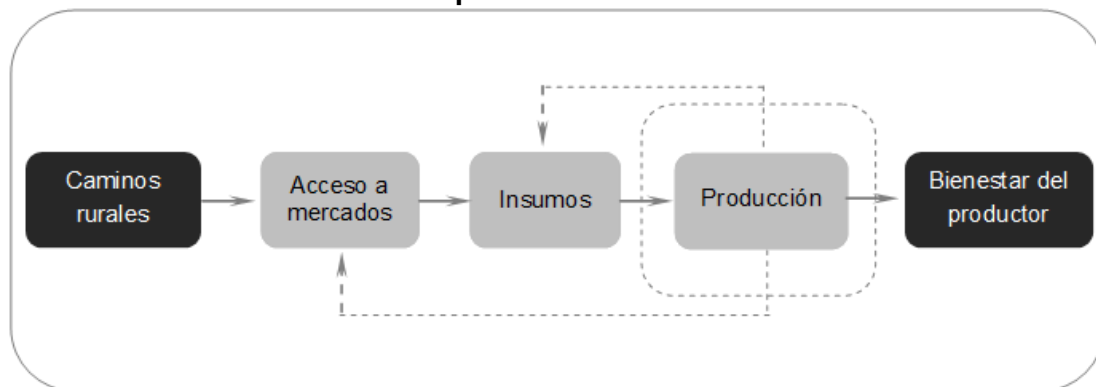 Caminos
rurales
Acceso a
mercados
Insumos
Producción
Bienestar del
productor